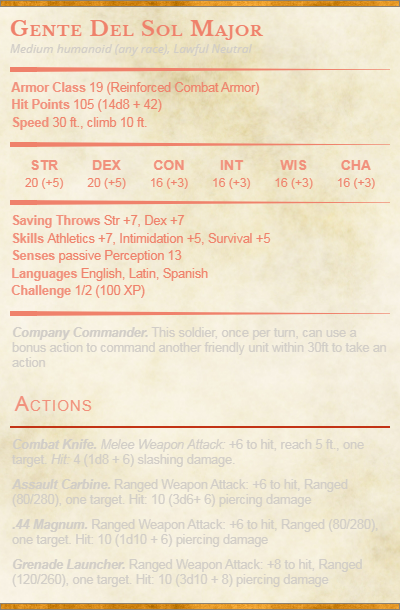 Gente Del Sol Major
Medium humanoid (any race), Lawful Neutral
Armor Class 19 (Reinforced Combat Armor)
Hit Points 105 (14d8 + 42)
Speed 30 ft., climb 10 ft.
STR DEX CON INT WIS CHA
20 (+5) 20 (+5) 16 (+3) 16 (+3) 16 (+3) 16 (+3)
Saving Throws Str +7, Dex +7
Skills Athletics +7, Intimidation +5, Survival +5
Senses passive Perception 13
Languages English, Latin, Spanish
Challenge 1/2 (100 XP)
Company Commander. This soldier, once per turn, can use a
bonus action to command another friendly unit within 30ft to take an
action
Actions
Combat Knife. Melee Weapon Attack: +6 to hit, reach 5 ft., one
target. Hit: 4 (1d8 + 6) slashing damage.
Assault Carbine. Ranged Weapon Attack: +6 to hit, Ranged
(80/280), one target. Hit: 10 (3d6+ 6) piercing damage
.44 Magnum. Ranged Weapon Attack: +6 to hit, Ranged (80/280),
one target. Hit: 10 (1d10 + 6) piercing damage
Grenade Launcher. Ranged Weapon Attack: +8 to hit, Ranged
(120/260), one target. Hit: 10 (3d10 + 8) piercing damage